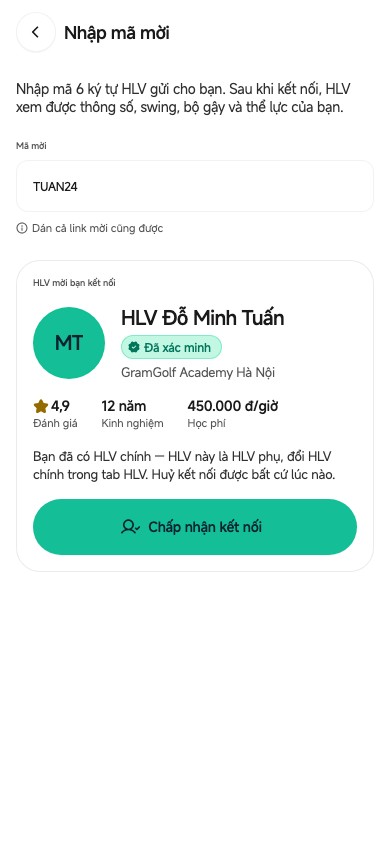 Nhập mã mời
Nhập mã 6 ký tự HLV gửi cho bạn. Sau khi kết nối, HLV
xem được thông số, swing, bộ gậy và thể lực của bạn.
Mã mời
TUAN24
Dán cả link mời cũng được
HLV mời bạn kết nối
MT
HLV Đỗ Minh Tuấn
Đã xác minh
GramGolf Academy Hà Nội
4,9
Đánh giá
12 năm
Kinh nghiệm
450.000 đ/giờ
Học phí
Bạn đã có HLV chính — HLV này là HLV phụ, đổi HLV
chính trong tab HLV. Huỷ kết nối được bất cứ lúc nào.
Chấp nhận kết nối